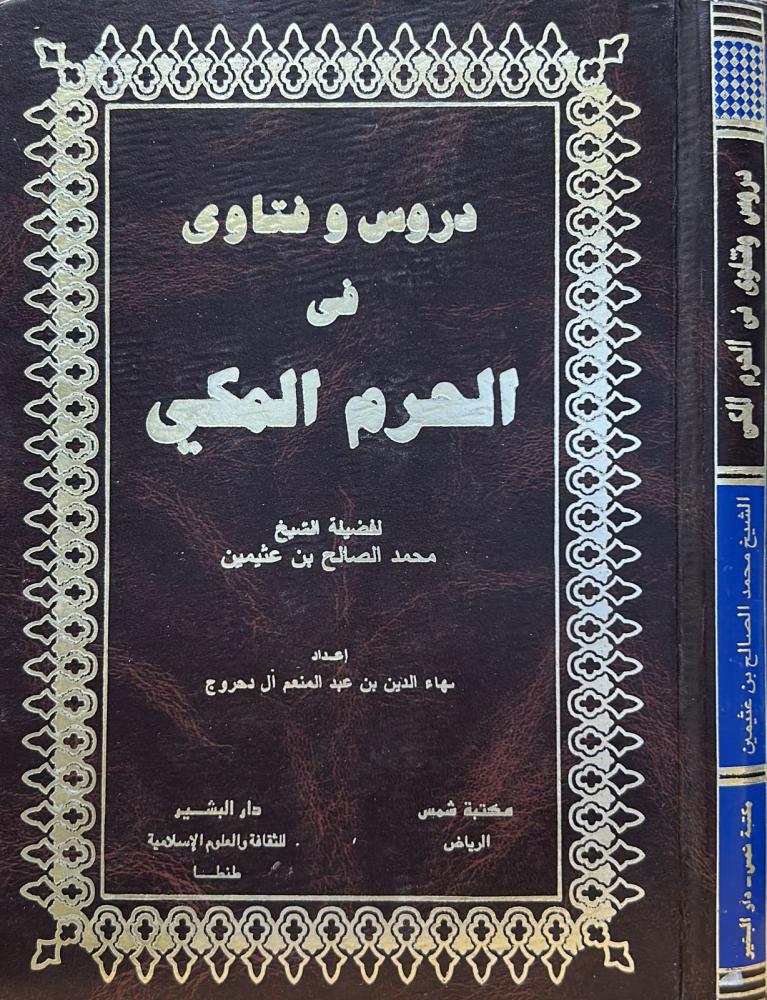 دروس و فتاوى
فى
الحرم المكي
لفضيلة الشيخ
محمد الصالح بن عثيمين
إعداد
بهاء الدين بن عبد المنعم آل دحروج
مكتبة شمس
الرياض
دار البشير
للثقافة والعلوم الإسلامية
طنطا
دروس وفتاوى فى الحرم المكى
الشيخ محمد الصالح بن عثيمين
مكتبة شمس - دار البشير